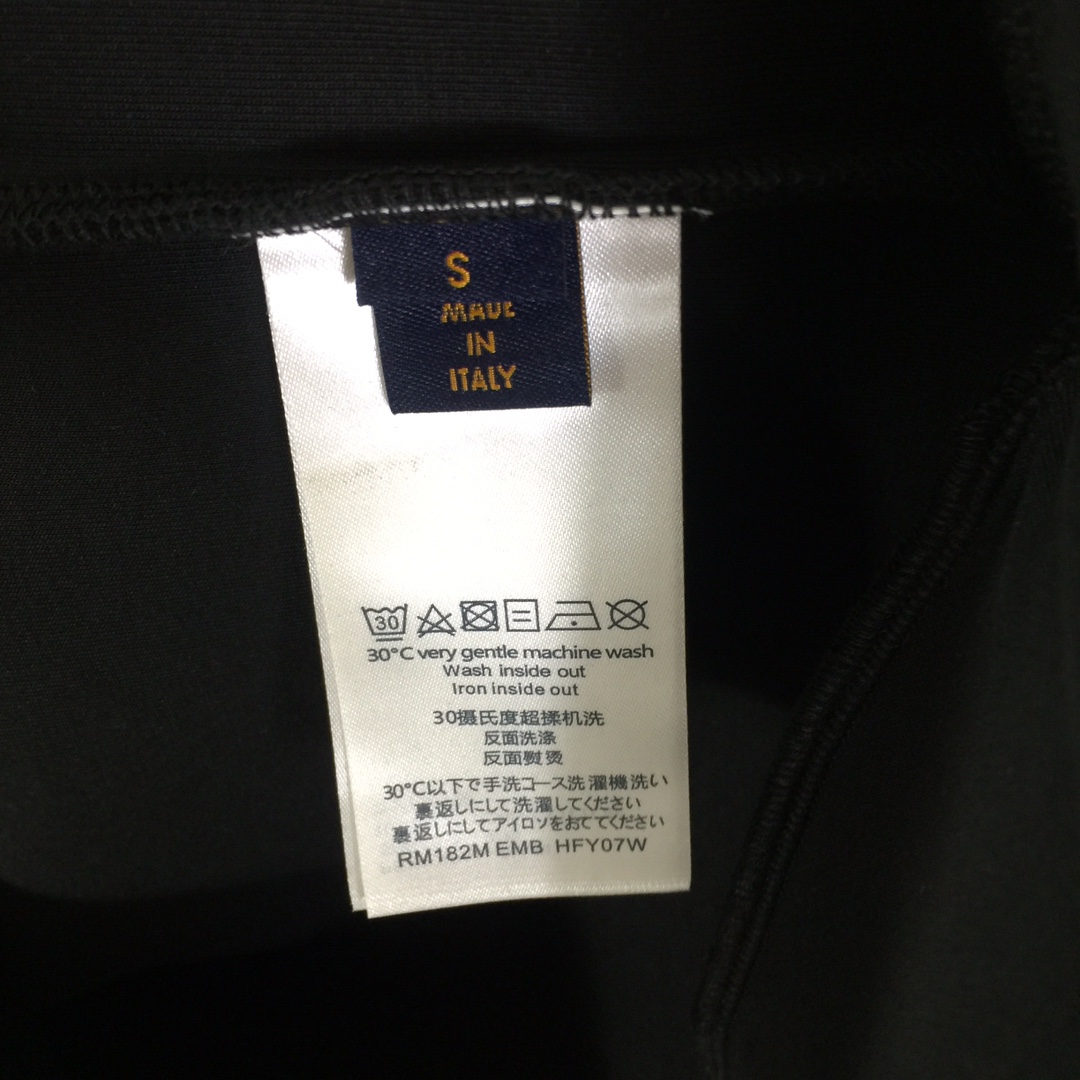 S
MADE
IN
ITALY
30
30°C very gentle machine wash
Wash inside out
Iron inside out
30摄氏度超揉机洗
反面洗涤
反面熨烫
30°C以下で手洗コース洗濯機洗い
裏返しにして洗濯してください
裏返しにしてアイロソをおててください
RM182M EMB HFY07W